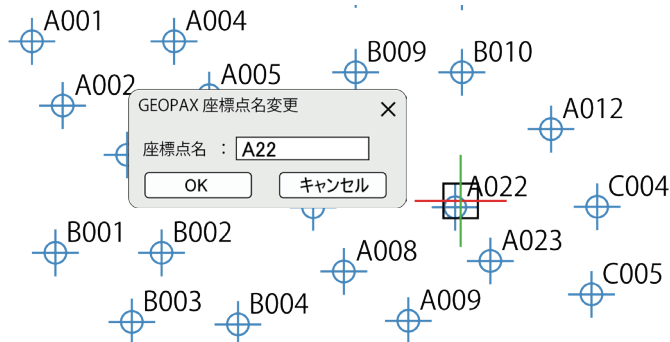 A001
A004
B009
B010
A002
A005
A012
GEOPAX 座標点名変更
座標点名 ： A22
OK キャンセル
A022
C004
B001
B002
A008
A023
C005
B003
B004
A009